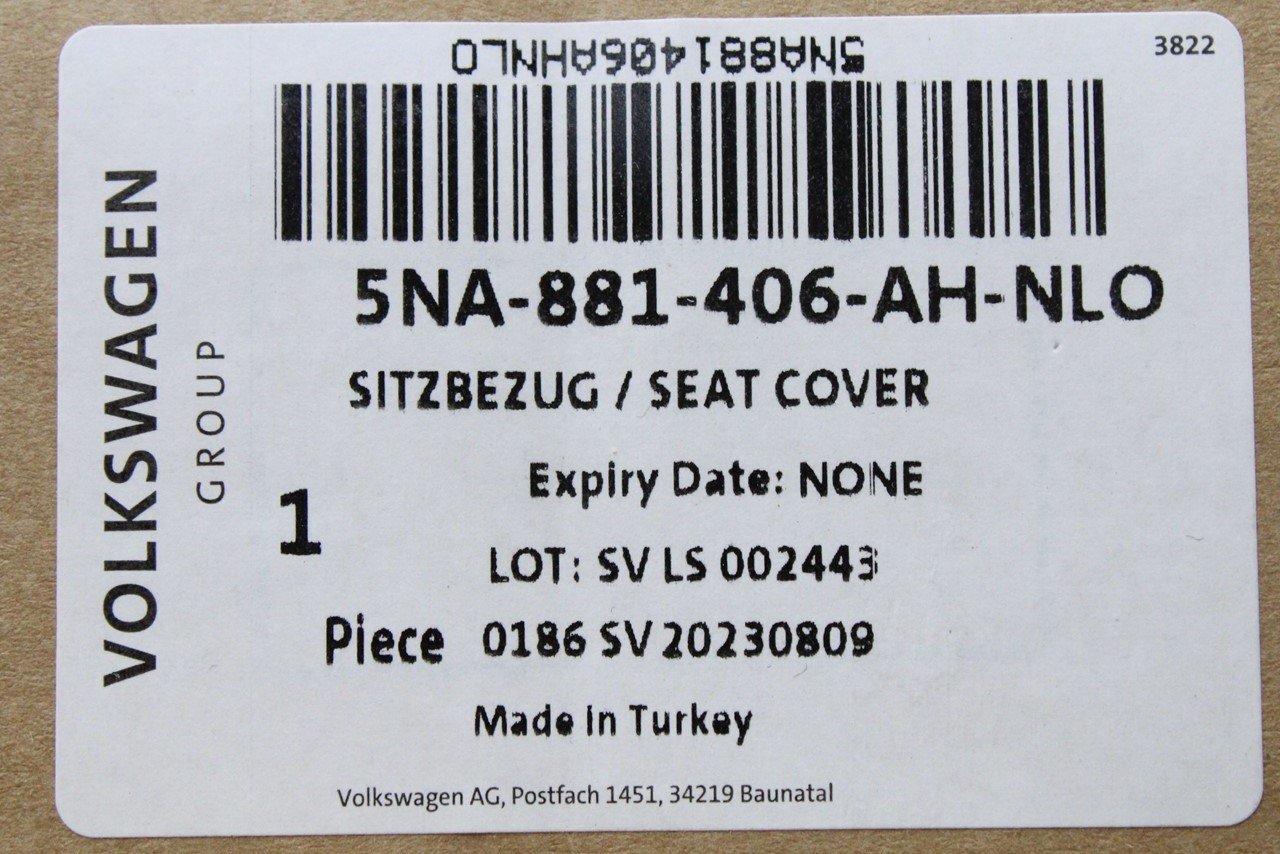 5NA881406AHNLO
3822
5NA-881-406-AH-NLO
SITZBEZUG / SEAT COVER
Expiry Date: NONE
1
LOT: SV LS 002443
Piece 0186 SV 20230809
Made In Turkey
Volkswagen AG, Postfach 1451, 34219 Baunatal
VOLKSWAGEN
GROUP